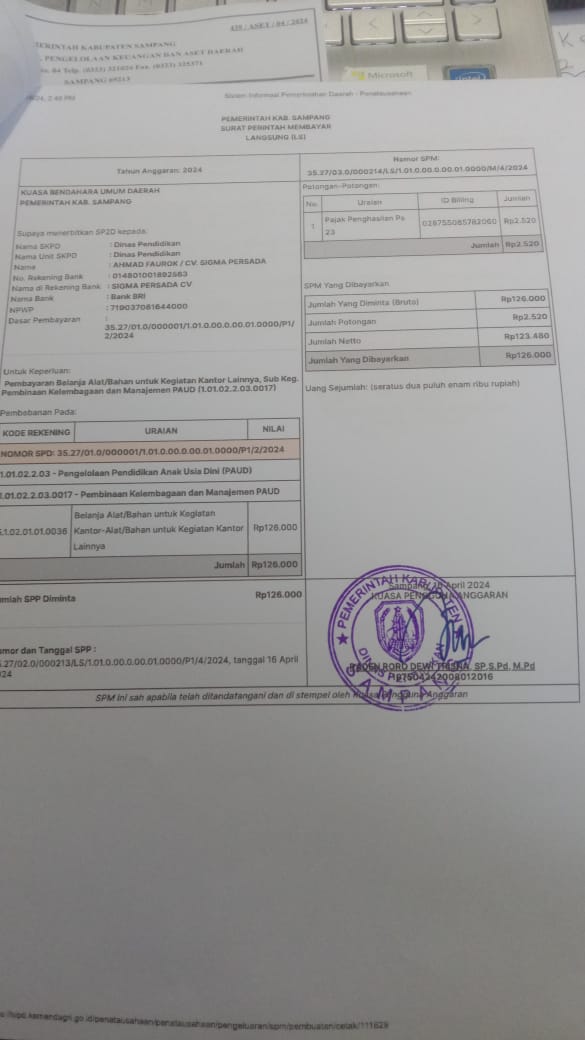 438 / ASET / 04 / 2024
PEMERINTAH KABUPATEN SAMPANG
PENGELOLAAN KEUANGAN DAN ASET DAERAH
Telp. (0323) 321026 Fax. (0323) 325371
SAMPANG 69213
Microsoft
intel
2:48 PM
Sistem Informasi Pemerintahan Daerah - Penatausahaan
PEMERINTAH KAB. SAMPANG
SURAT PERINTAH MEMBAYAR
LANGSUNG (LS)
Tahun Anggaran: 2024
Nomor SPM:
35.27/03.0/000214/LS/1.01.0.00.0.00.01.0000/M/4/2024
KUASA BENDAHARA UMUM DAERAH
PEMERINTAH KAB. SAMPANG
Supaya menerbitkan SP2D kepada:
Nama SKPD : Dinas Pendidikan
Nama Unit SKPD : Dinas Pendidikan
Nama : AHMAD FAUROK / CV. SIGMA PERSADA
No. Rekening Bank : 014801001892563
Nama di Rekening Bank : SIGMA PERSADA CV
Nama Bank : Bank BRI
NPWP : 719037081644000
Dasar Pembayaran :
35.27/01.0/000001/1.01.0.00.0.00.01.0000/P1/
2/2024
Untuk Keperluan:
Pembayaran Belanja Alat/Bahan untuk Kegiatan Kantor Lainnya, Sub Keg.
Pembinaan Kelembagaan dan Manajemen PAUD (1.01.02.2.03.0017)
Pembebanan Pada:
KODE REKENING URAIAN NILAI
NOMOR SPD: 35.27/01.0/000001/1.01.0.00.0.00.01.0000/P1/2/2024
1.01.02.2.03 - Pengelolaan Pendidikan Anak Usia Dini (PAUD)
1.01.02.2.03.0017 - Pembinaan Kelembagaan dan Manajemen PAUD
5.1.02.01.01.0036 Belanja Alat/Bahan untuk Kegiatan
Kantor-Alat/Bahan untuk Kegiatan Kantor Rp126.000
Lainnya
Jumlah Rp126.000
Jumlah SPP Diminta Rp126.000
Nomor dan Tanggal SPP :
35.27/02.0/000213/LS/1.01.0.00.0.00.01.0000/P1/4/2024, tanggal 16 April
2024
Potongan-Potongan:
No. Uraian ID Billing Jumlah
1 Pajak Penghasilan Ps 23 028755085782060 Rp2.520
Jumlah Rp2.520
SPM Yang Dibayarkan
Jumlah Yang Diminta (Bruto) Rp126.000
Jumlah Potongan Rp2.520
Jumlah Netto Rp123.480
Jumlah Yang Dibayarkan Rp126.000
Uang Sejumlah: (seratus dua puluh enam ribu rupiah)
Sampang, 16 April 2024
KUASA PENGGUNA ANGGARAN
PEMERINTAH KABUPATEN
SAMPANG
RADEN RORO DEWI TRISNA, SP.S.Pd, M.Pd
SPM ini sah apabila telah ditandatangani dan di stempel oleh Kuasa Pengguna Anggaran
sipd.kemendagri.go.id/penatausahaan/penatausahaan/pengeluaran/spm/pembuatan/cetak/111629